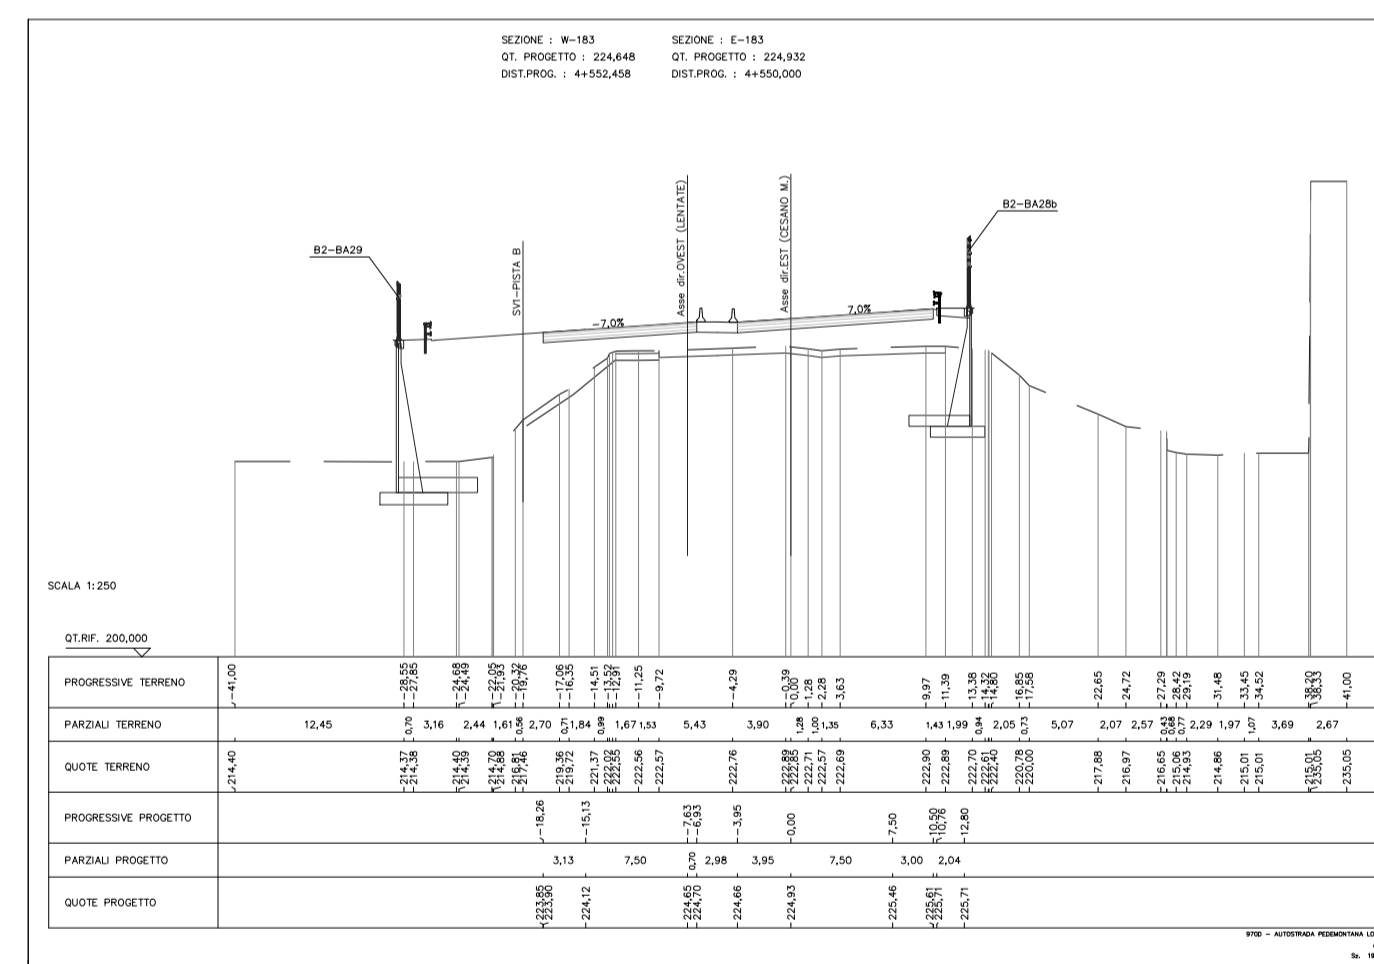 SEZIONE : W-183 SEZIONE : E-183
QT. PROGETTO : 224,648 QT. PROGETTO : 224,932
DIST.PROG. : 4+552,458 DIST.PROG. : 4+550,000
B2-BA29
SV1-PISTA B
Asse dir.OVEST (LENTATE)
Asse dir.EST (CESANO M.)
B2-BA28b
-7,0%
7,0%
SCALA 1:250
QT.RIF. 200,000
PROGRESSIVE TERRENO -41,00 -28,55 -27,85 -24,68 -24,49 -22,05 -21,93 -20,32 -19,76 -17,06 -16,35 -14,51 -13,52 -12,91 -11,25 -9,72 -4,29 -0,39 0,00 1,28 2,28 3,63 9,97 11,39 13,38 14,32 14,80 16,85 17,58 22,65 24,72 27,29 28,42 29,19 31,48 33,45 34,52 38,20 38,33 41,00
PARZIALI TERRENO 12,45 0,70 3,16 2,44 1,61 0,56 2,70 0,71 1,84 0,99 1,67 1,53 5,43 3,90 1,28 1,00 1,35 6,33 1,43 1,99 0,94 2,05 0,73 5,07 2,07 2,57 0,43 0,68 0,77 2,29 1,97 1,07 3,69 2,67
QUOTE TERRENO 214,40 214,37 214,38 214,40 214,39 214,70 214,88 216,81 217,46 219,36 219,72 221,37 222,02 222,55 222,56 222,57 222,76 222,89 222,85 222,71 222,57 222,69 222,90 222,89 222,70 222,61 222,40 220,78 220,00 217,88 216,97 216,65 215,06 214,93 214,86 215,01 215,01 215,01 235,05 235,05
PROGRESSIVE PROGETTO -18,26 -15,13 -7,63 -6,93 -3,95 0,00 7,50 10,50 10,76 12,80
PARZIALI PROGETTO 3,13 7,50 0,70 2,98 3,95 7,50 3,00 2,04
QUOTE PROGETTO 223,85 223,90 224,12 224,65 224,70 224,66 224,93 225,46 225,61 225,71 225,71
970D - AUTOSTRADA PEDEMONTANA LO
Sz. 19